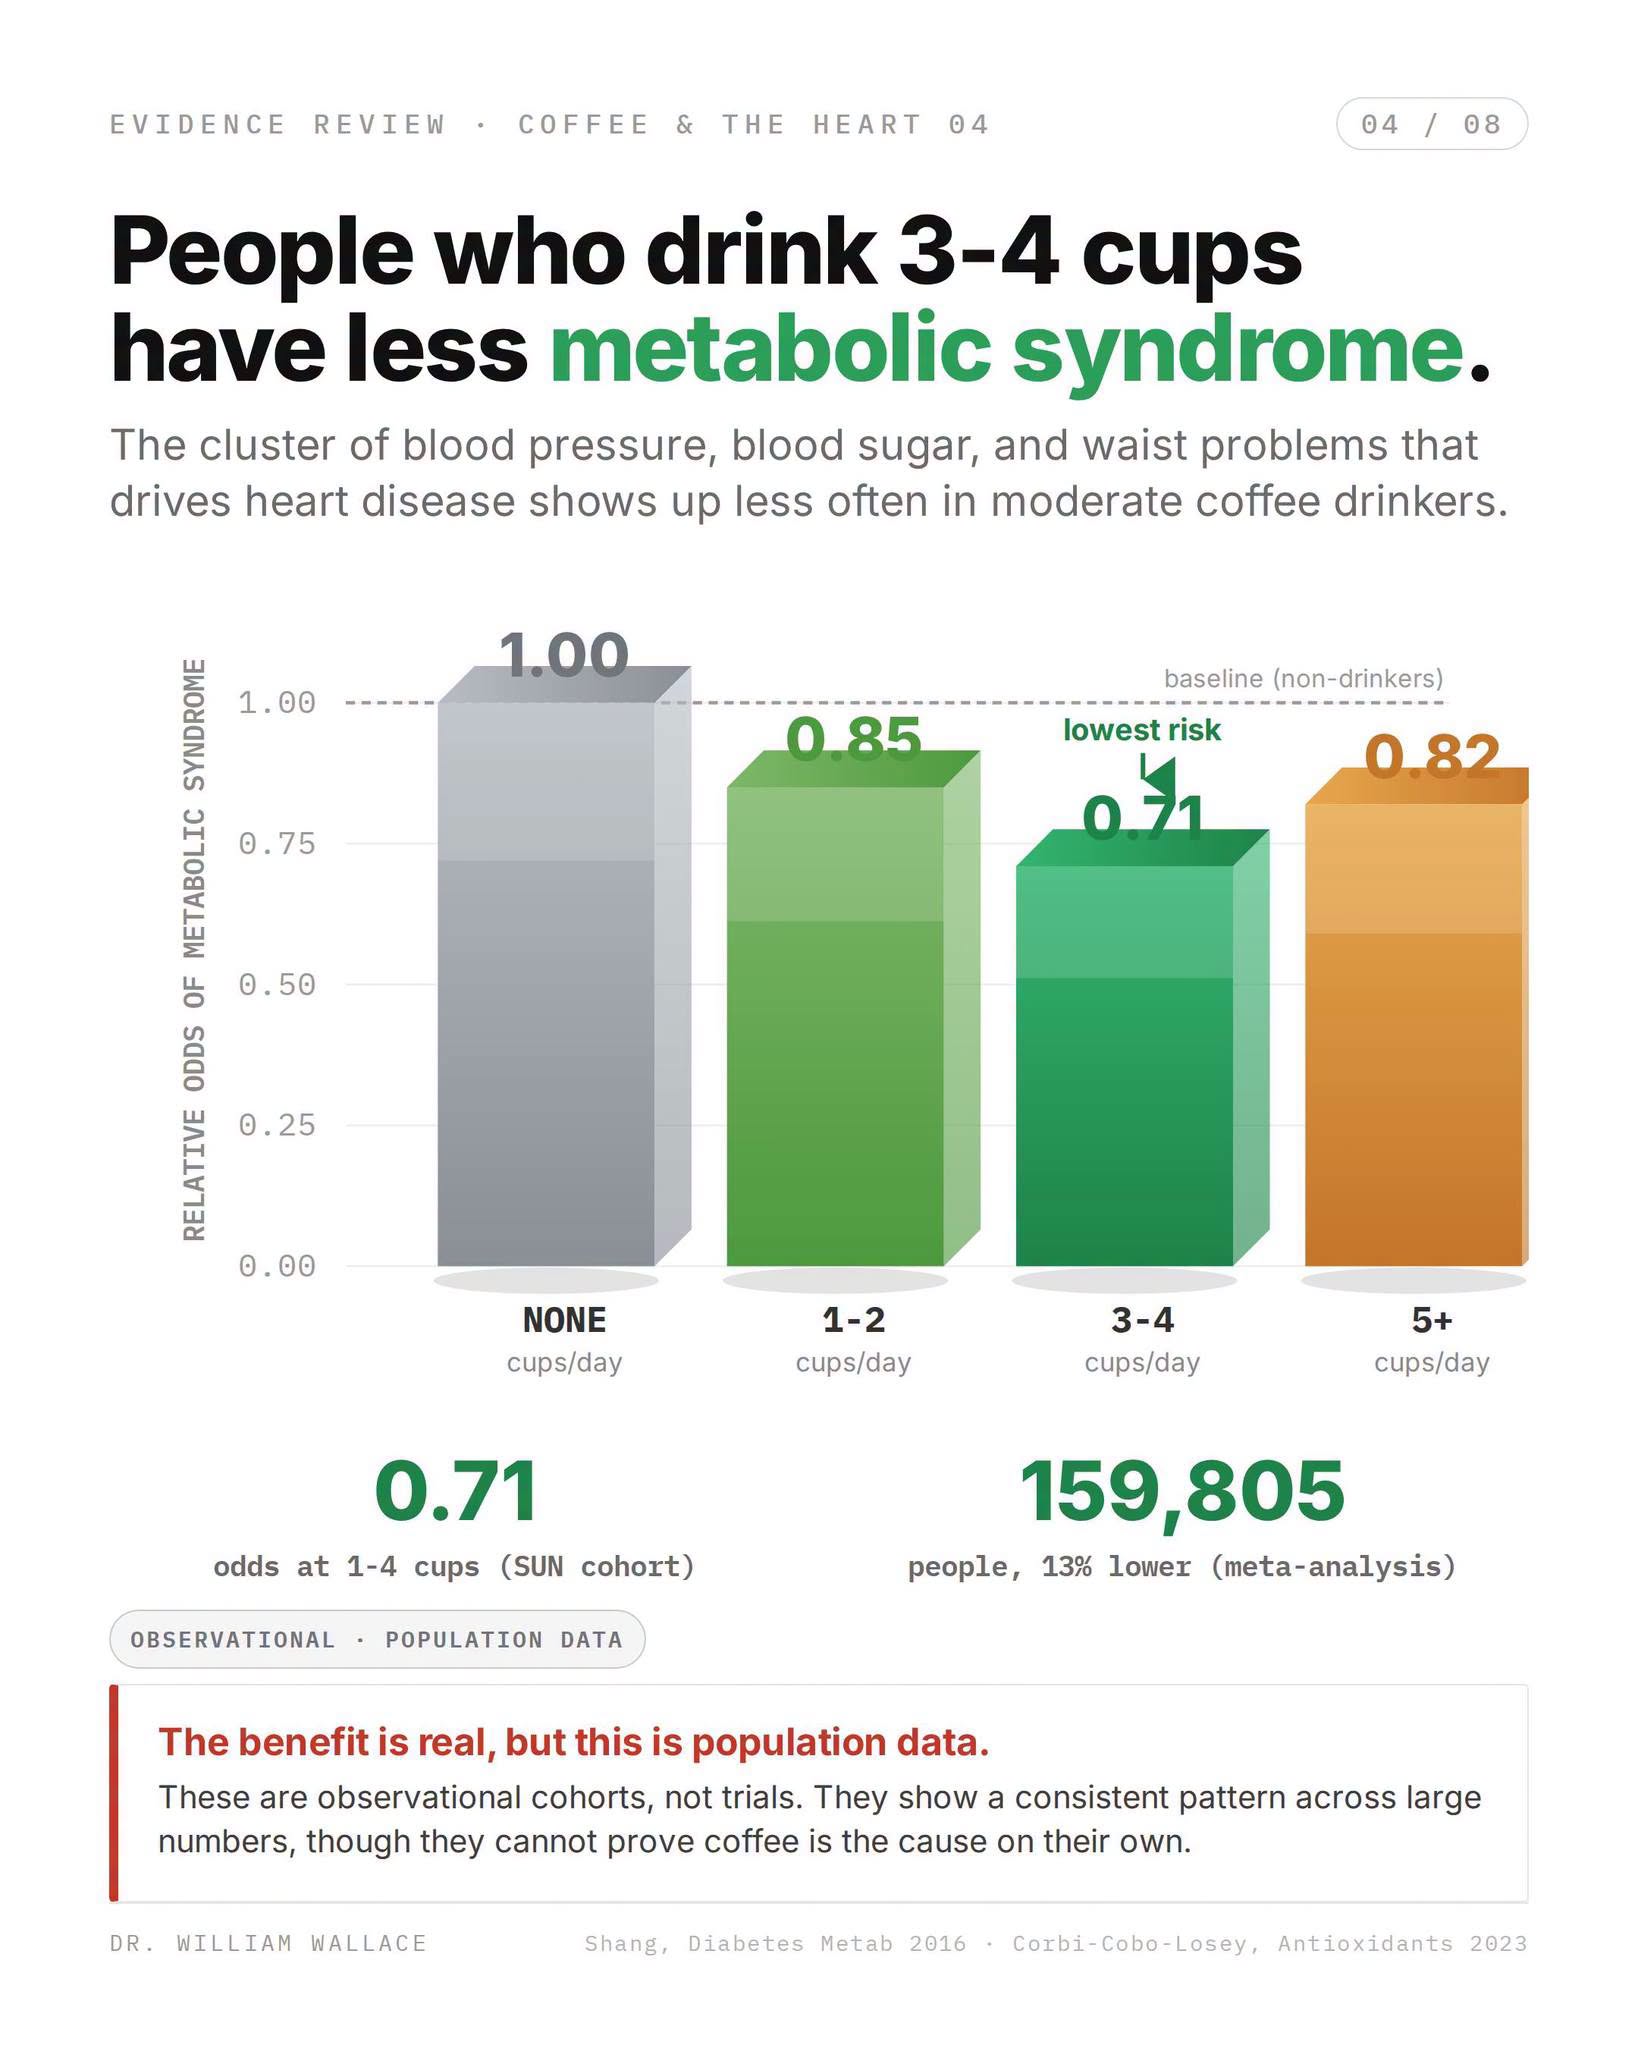 EVIDENCE REVIEW · COFFEE & THE HEART 04
04 / 08
People who drink 3-4 cups
have less metabolic syndrome.
The cluster of blood pressure, blood sugar, and waist problems that
drives heart disease shows up less often in moderate coffee drinkers.
RELATIVE ODDS OF METABOLIC SYNDROME
1.00
0.75
0.50
0.25
0.00
baseline (non-drinkers)
1.00
0.85
lowest risk
0.71
0.82
NONE
cups/day
1-2
cups/day
3-4
cups/day
5+
cups/day
0.71
odds at 1-4 cups (SUN cohort)
159,805
people, 13% lower (meta-analysis)
OBSERVATIONAL · POPULATION DATA
The benefit is real, but this is population data.
These are observational cohorts, not trials. They show a consistent pattern across large
numbers, though they cannot prove coffee is the cause on their own.
DR. WILLIAM WALLACE
Shang, Diabetes Metab 2016 · Corbi-Cobo-Losey, Antioxidants 2023